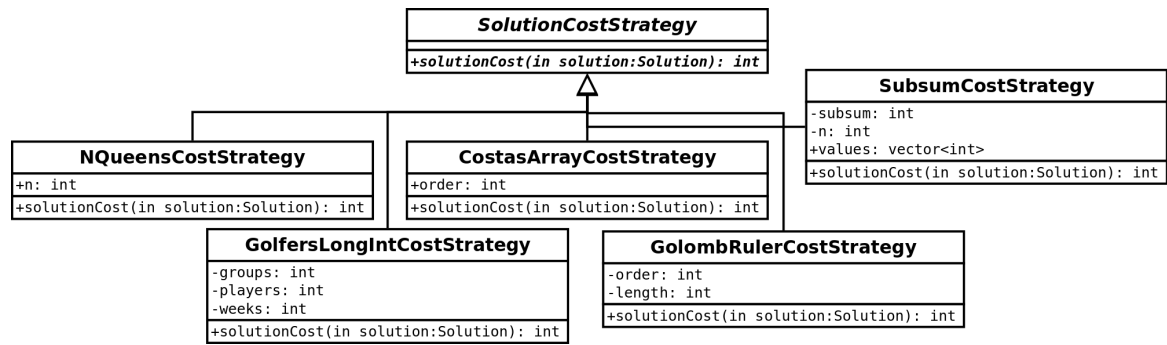 SolutionCostStrategy
+solutionCost(in solution:Solution): int
SubsumCostStrategy
-subsum: int
-n: int
+values: vector<int>
+solutionCost(in solution:Solution): int
NQueensCostStrategy
+n: int
+solutionCost(in solution:Solution): int
CostasArrayCostStrategy
+order: int
+solutionCost(in solution:Solution): int
GolfersLongIntCostStrategy
-groups: int
-players: int
-weeks: int
+solutionCost(in solution:Solution): int
GolombRulerCostStrategy
-order: int
-length: int
+solutionCost(in solution:Solution): int